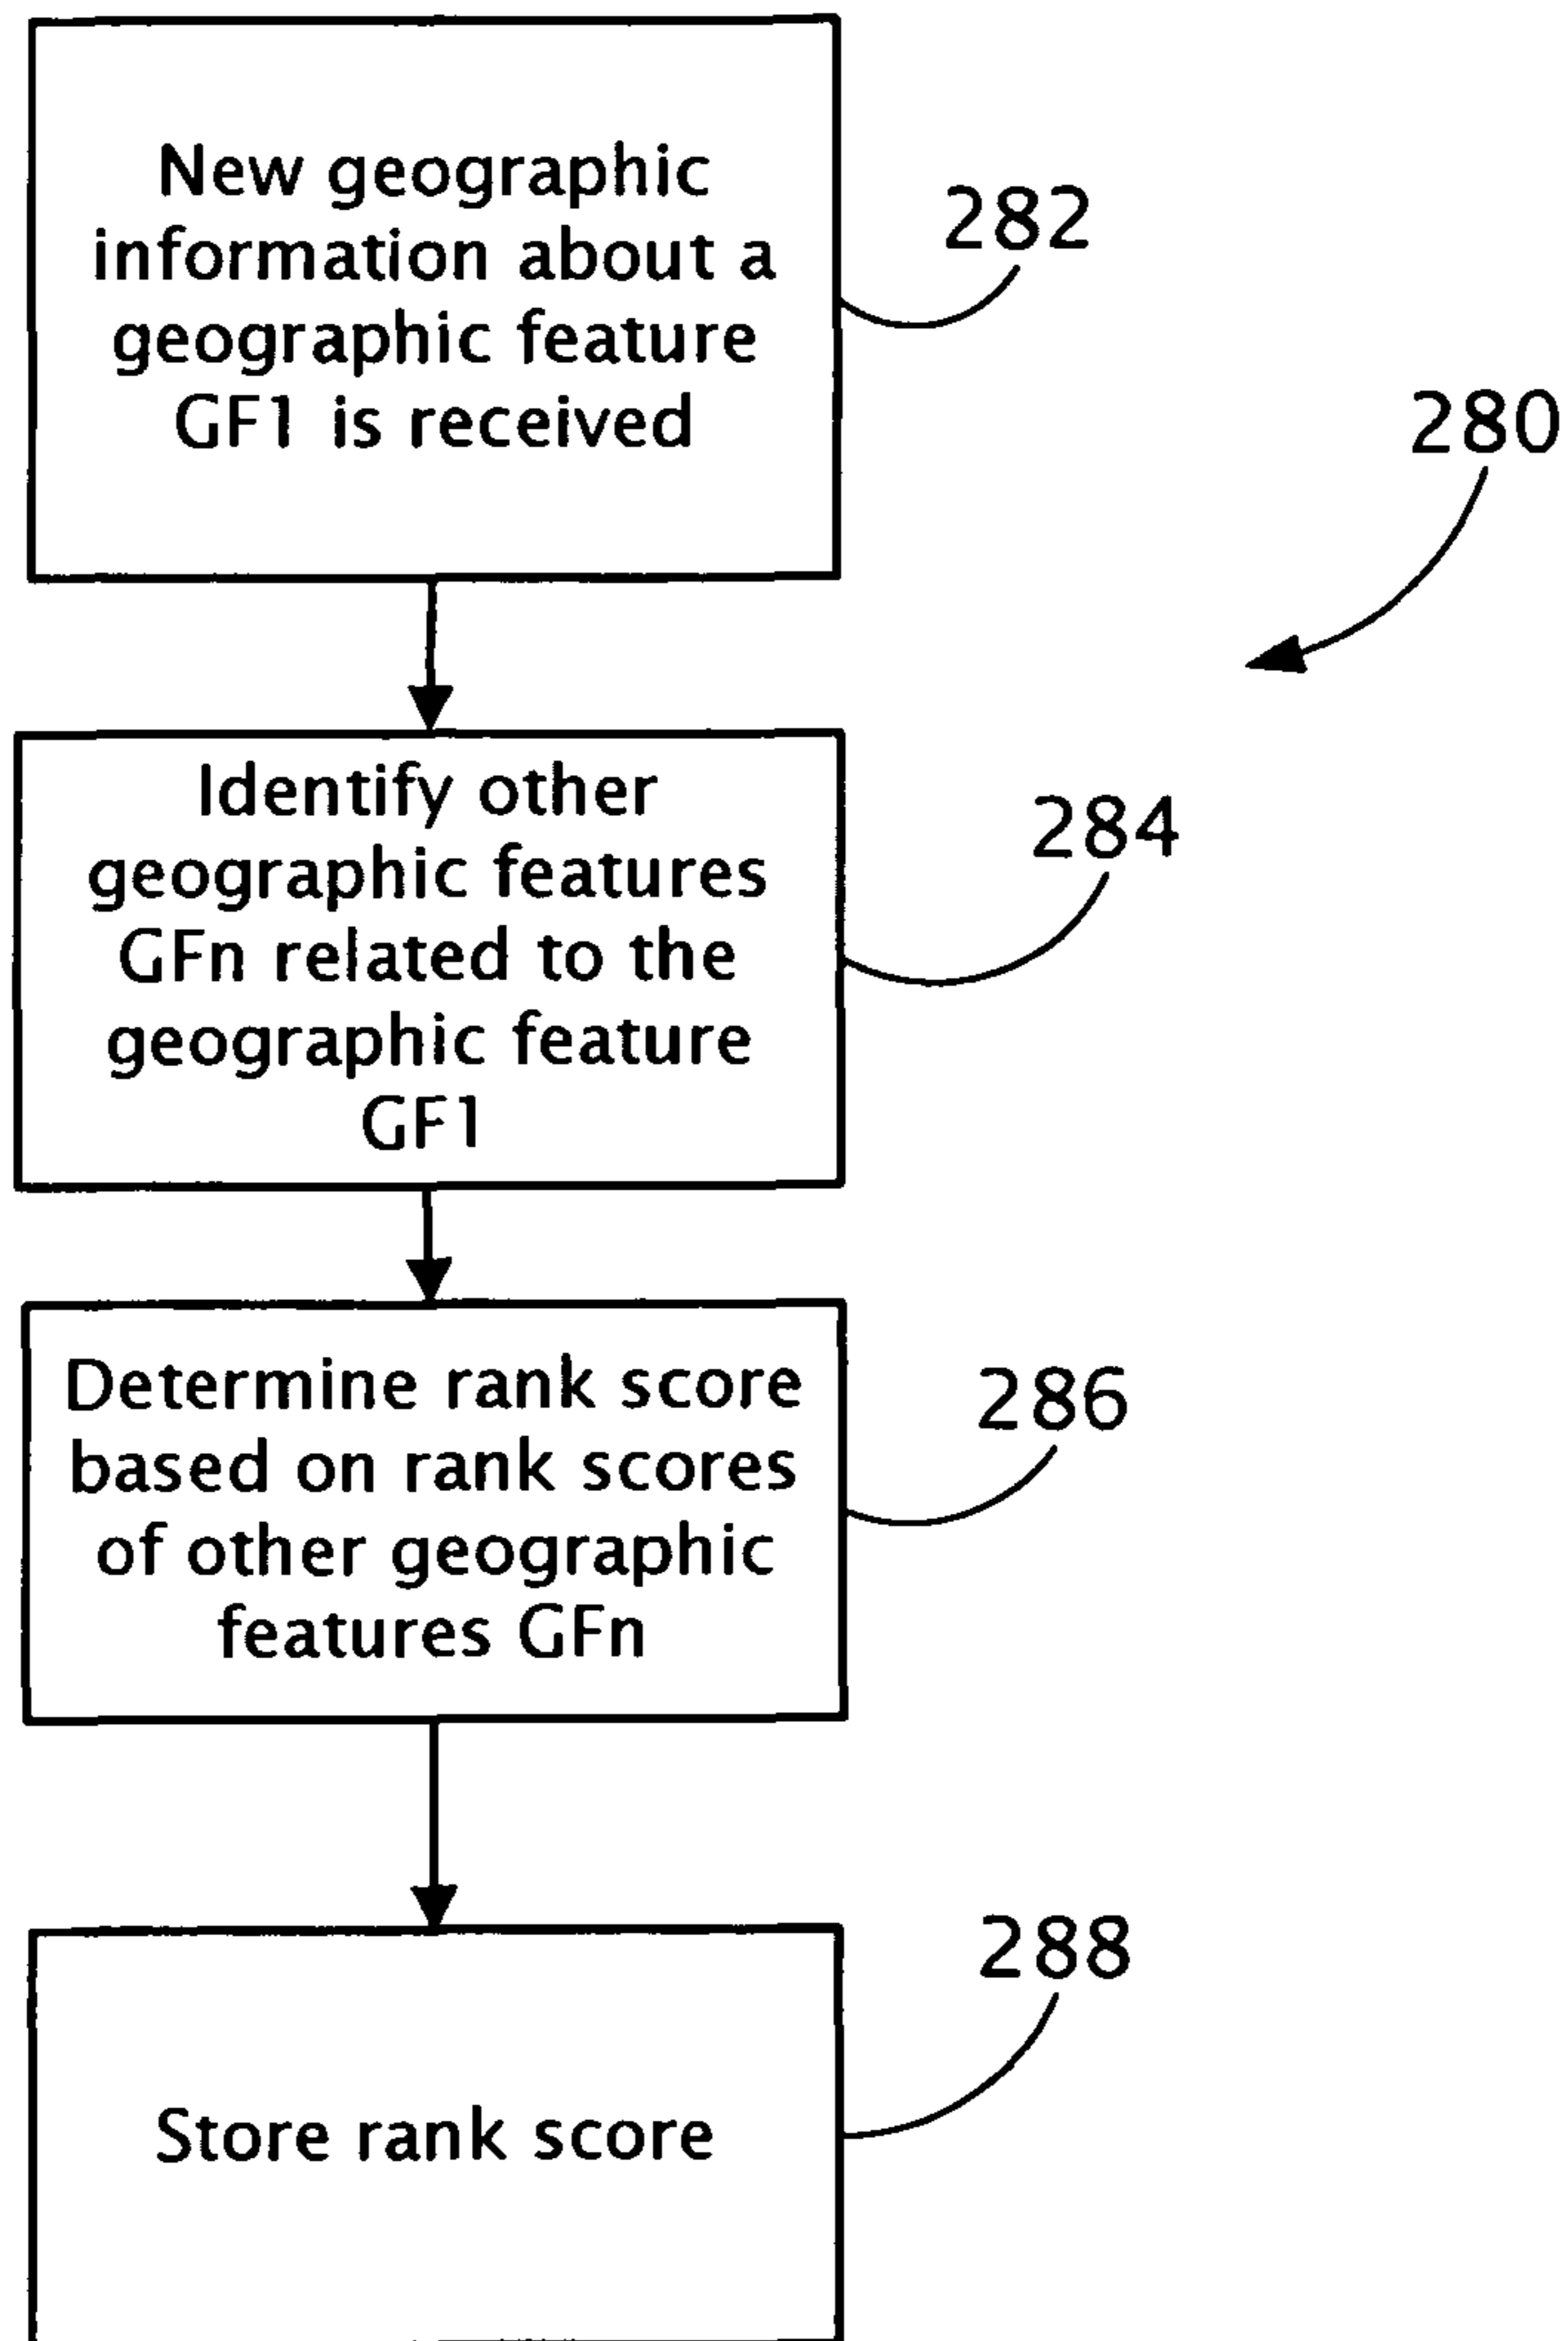 New geographic
information about a
geographic feature
GF1 is received
282
280
Identify other
geographic features
GFn related to the
geographic feature
GF1
284
Determine rank score
based on rank scores
of other geographic
features GFn
286
Store rank score
288